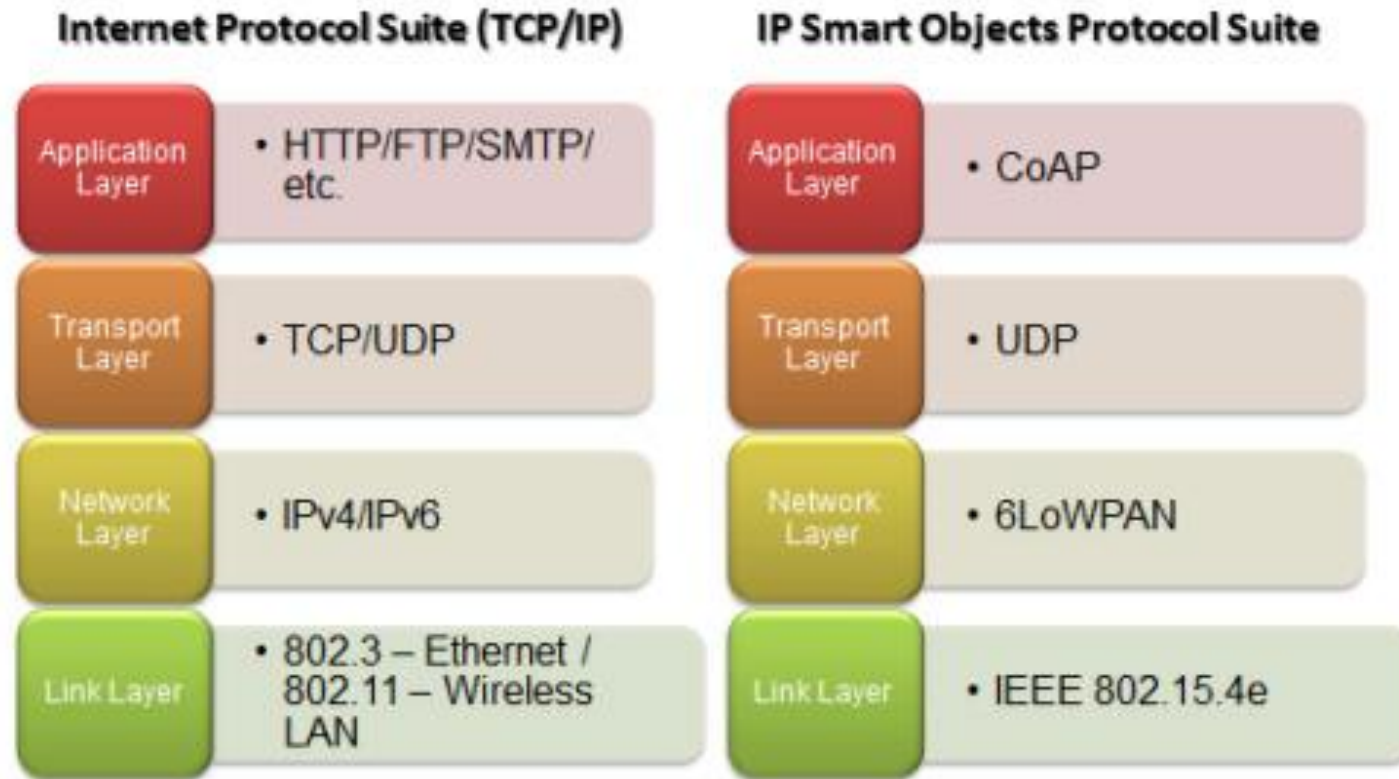 Internet Protocol Suite (TCP/IP)
Application
Layer
• HTTP/FTP/SMTP/
etc.
Transport
Layer
• TCP/UDP
Network
Layer
• IPv4/IPv6
Link Layer
• 802.3 – Ethernet /
802.11 – Wireless
LAN
IP Smart Objects Protocol Suite
Application
Layer
• CoAP
Transport
Layer
• UDP
Network
Layer
• 6LoWPAN
Link Layer
• IEEE 802.15.4e